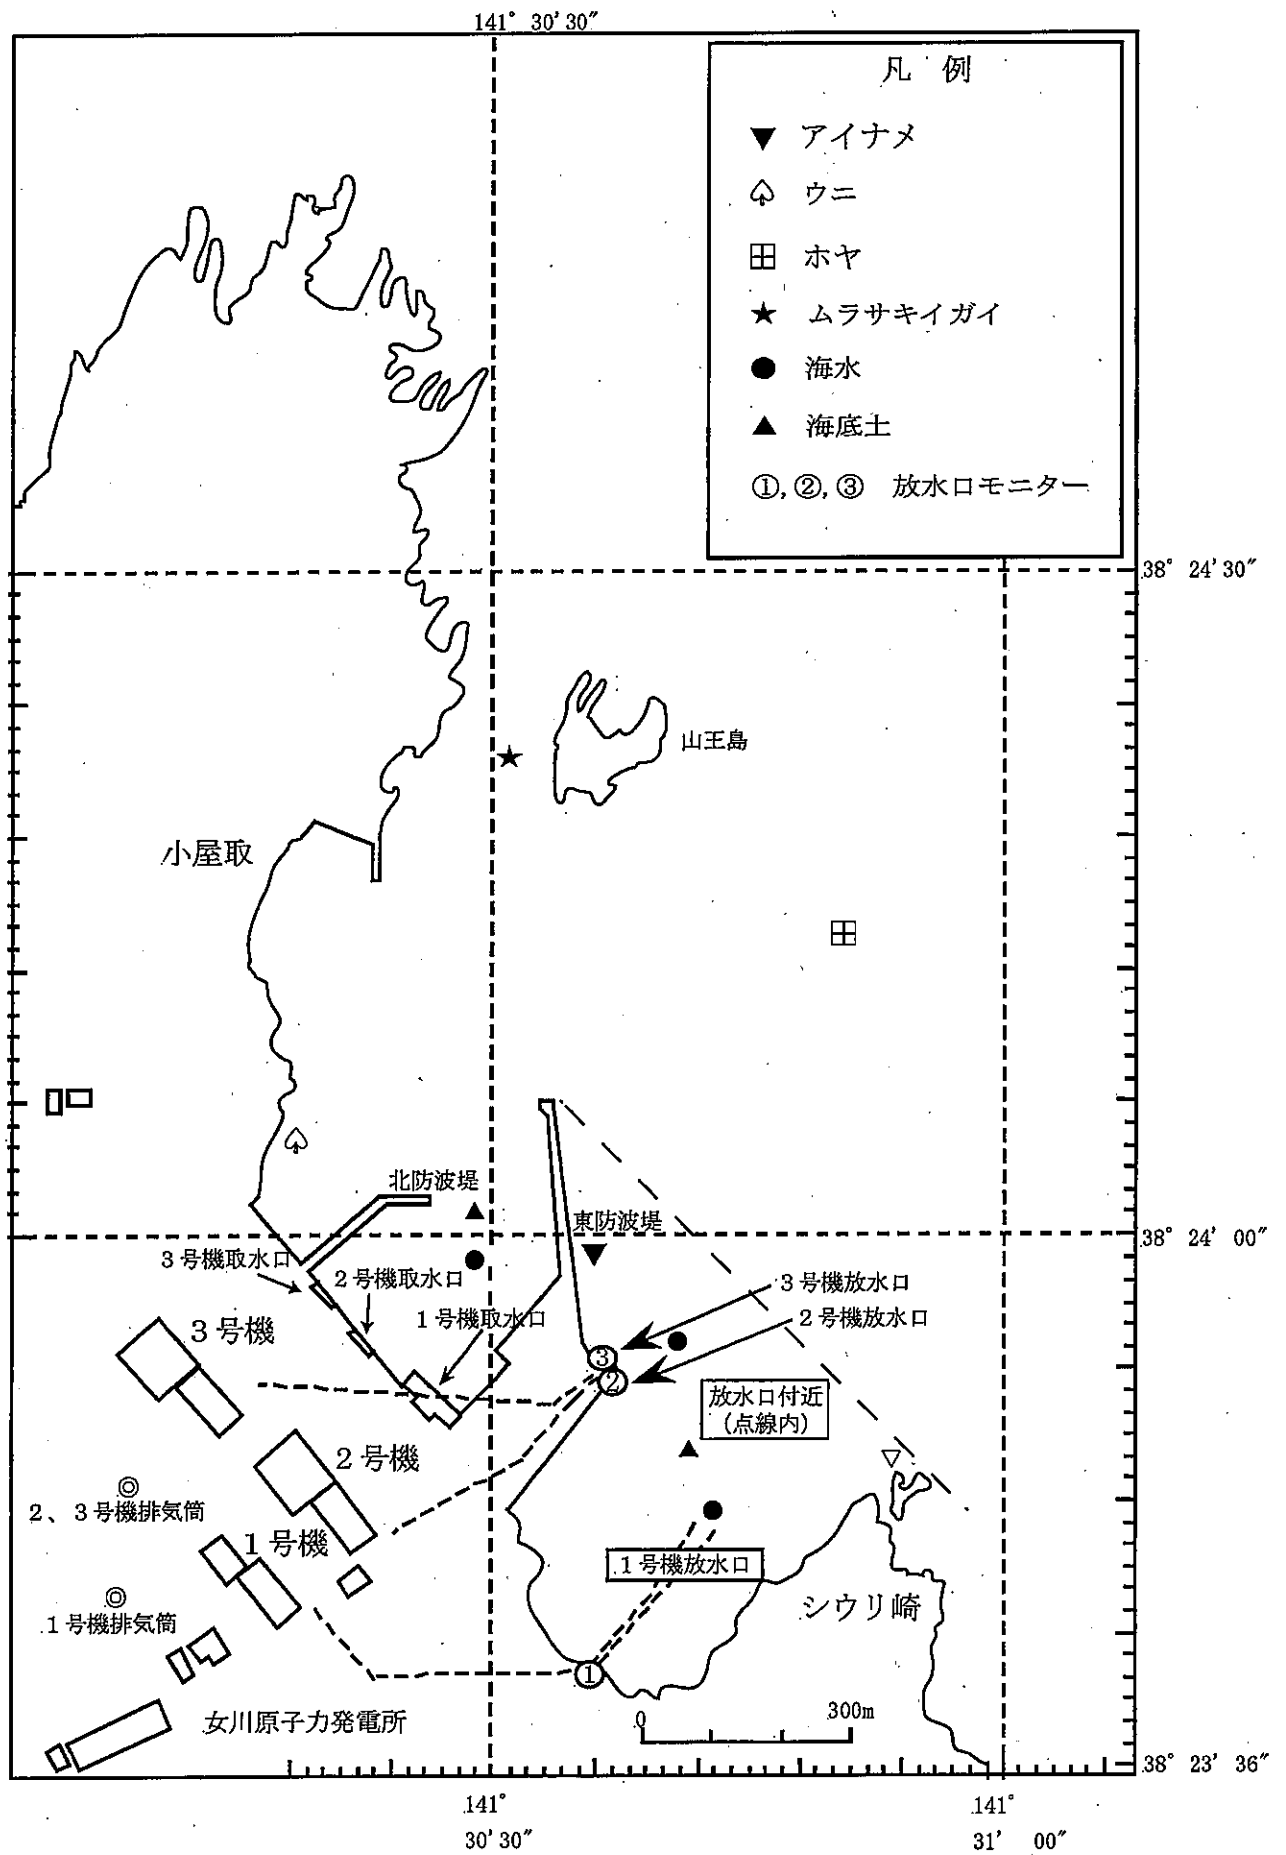 141° 30′30″
凡 例
アイナメ
ウニ
ホヤ
ムラサキイガイ
海水
海底土
①,②,③ 放水口モニター
38° 24′30″
山王島
小屋取
北防波堤
東防波堤
38° 24′00″
3号機取水口
2号機取水口
1号機取水口
3号機放水口
2号機放水口
3号機
③
②
放水口付近
(点線内)
2号機
2、3号機排気筒
1号機
1号機放水口
シウリ崎
1号機排気筒
①
女川原子力発電所
0 300m
38° 23′36″
141°
30′30″
141°
31′00″